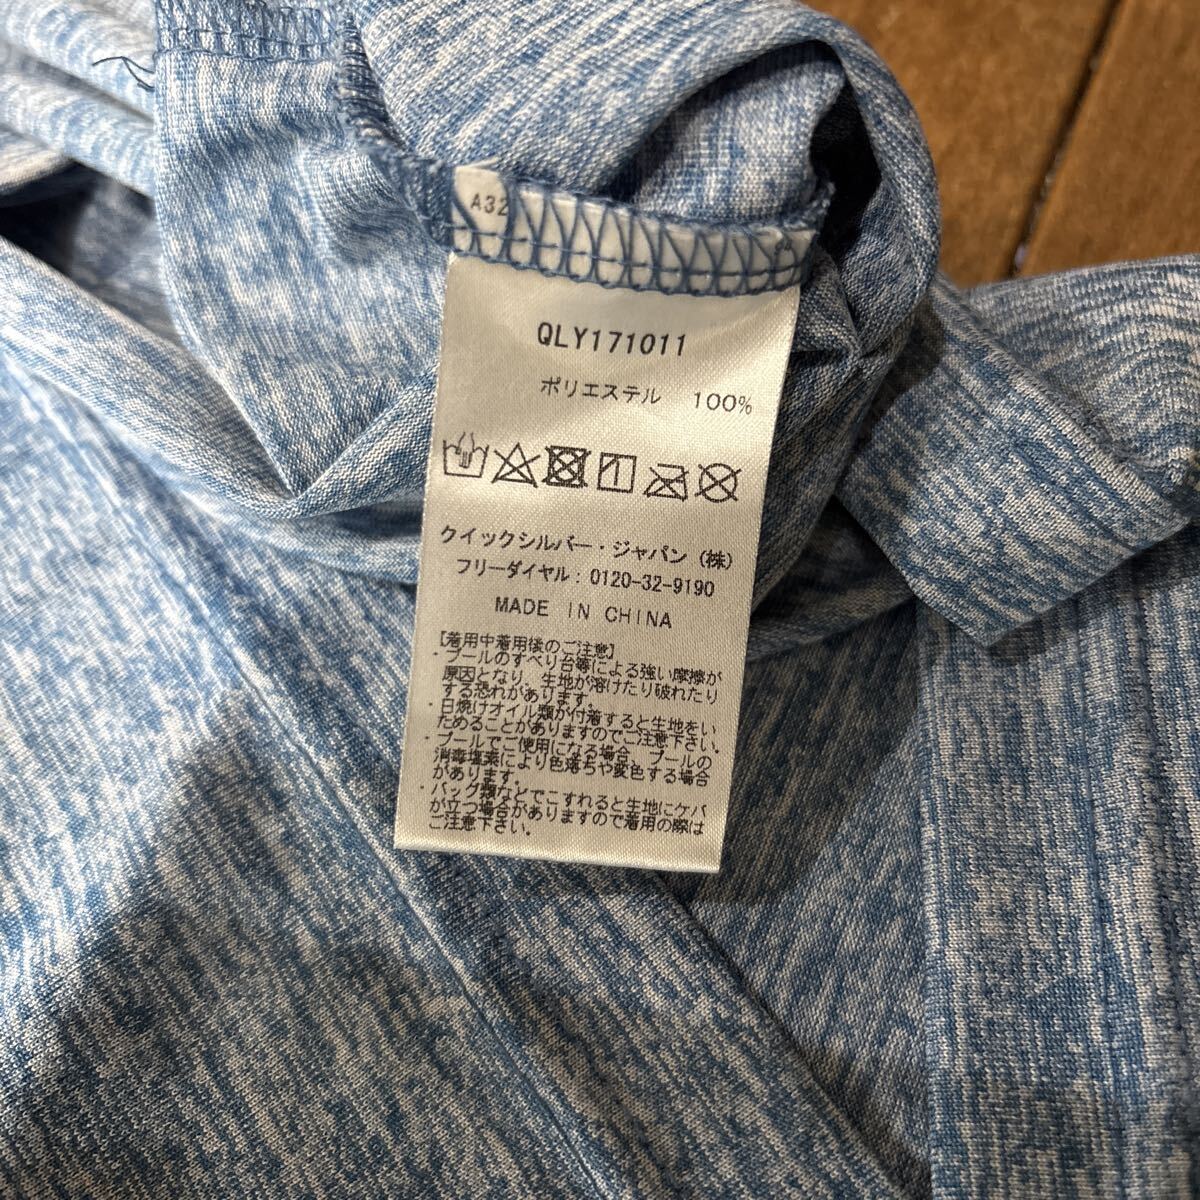 A32
QLY171011
ポリエステル 100%
クイックシルバー・ジャパン (株)
フリーダイヤル: 0120-32-9190
MADE IN CHINA
【着用中着用後のご注意】
・プールのすべり台等による強い摩擦が
原因となり、生地が溶けたり破れたり
する恐れがあります。
・日焼けオイル類が付着すると生地をい
ためることがありますのでご注意下さい。
・プールでご使用になる場合、プールの
消毒塩素により色落ちや変色する場合
があります。
・バッグ類などでこすれると生地にケバ
が立つ場合がありますので着用の際は
ご注意下さい。